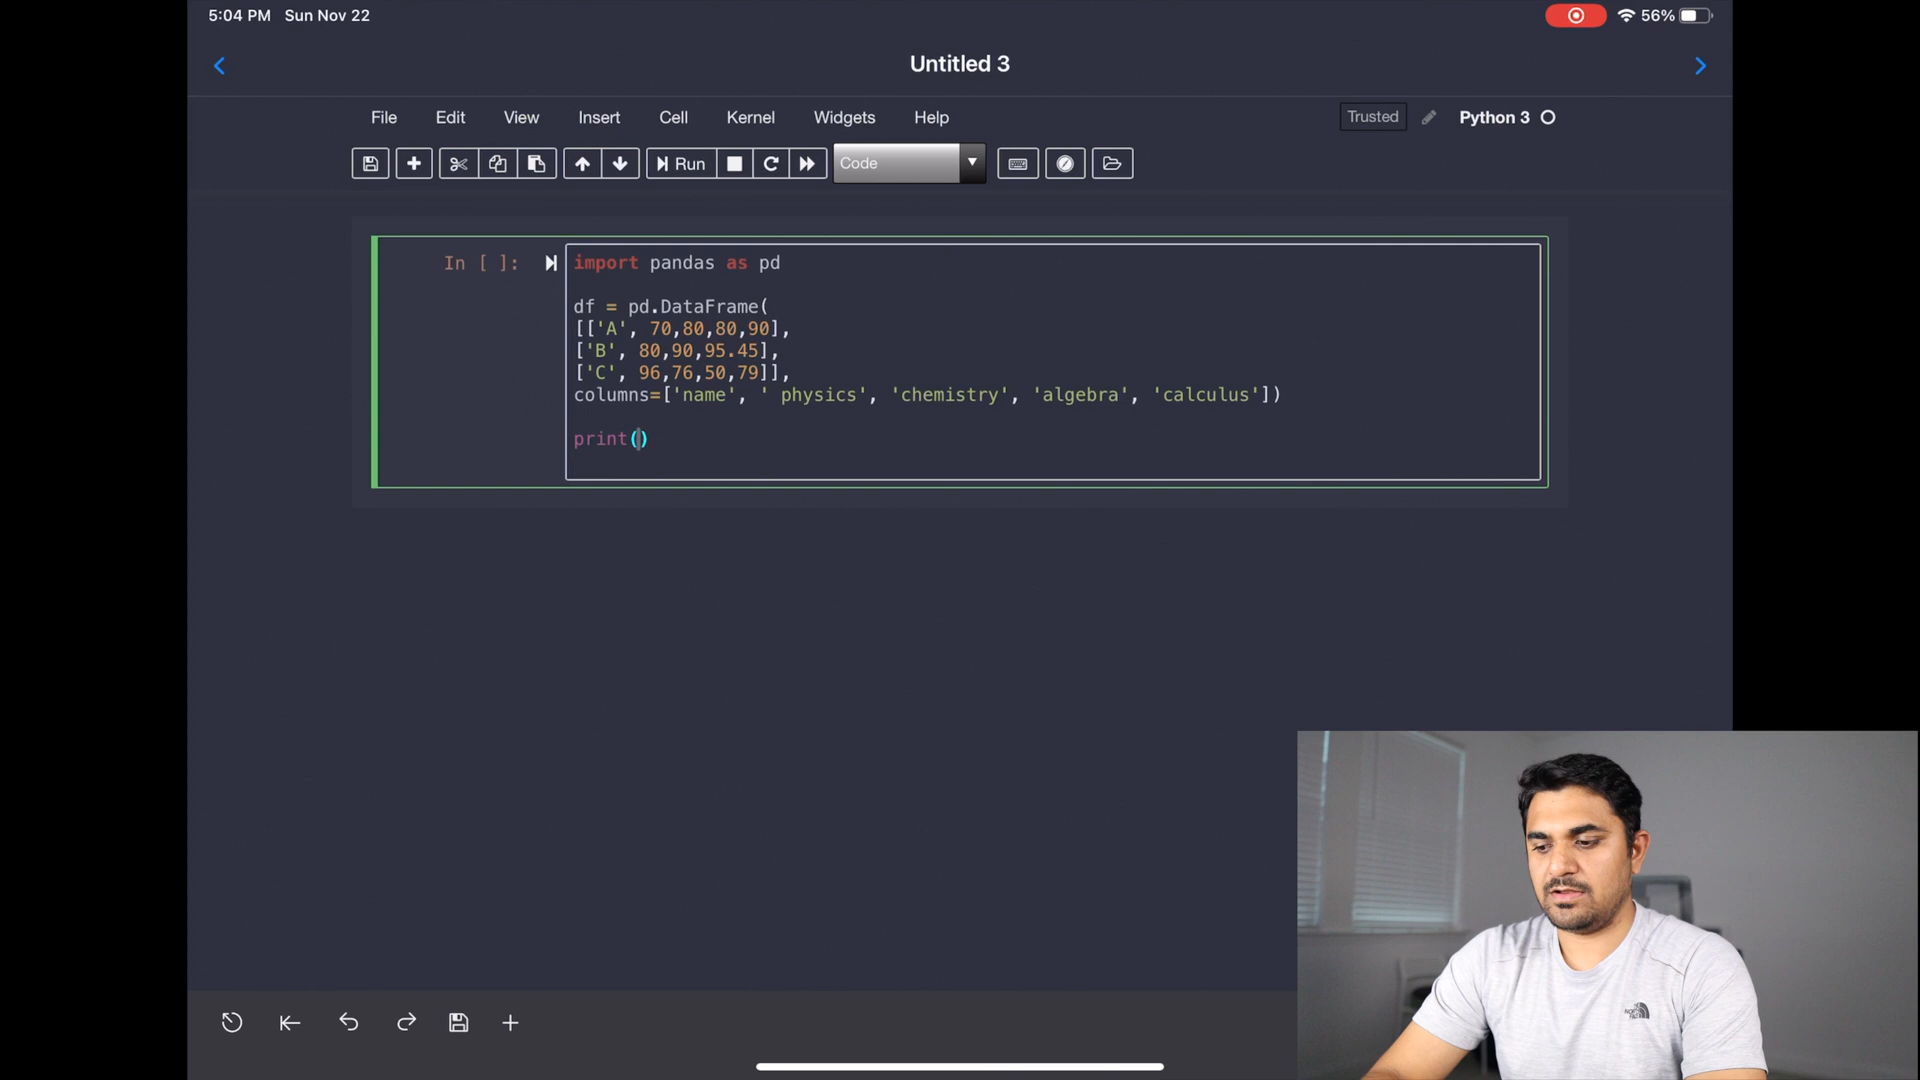 5:04 PM Sun Nov 22
56%
Untitled 3
File Edit View Insert Cell Kernel Widgets Help
Trusted
Python 3
Run
Code
In [ ]:
import pandas as pd
df = pd.DataFrame(
[['A', 70,80,80,90],
['B', 80,90,95.45],
['C', 96,76,50,79]],
columns=['name', ' physics', 'chemistry', 'algebra', 'calculus'])
print()